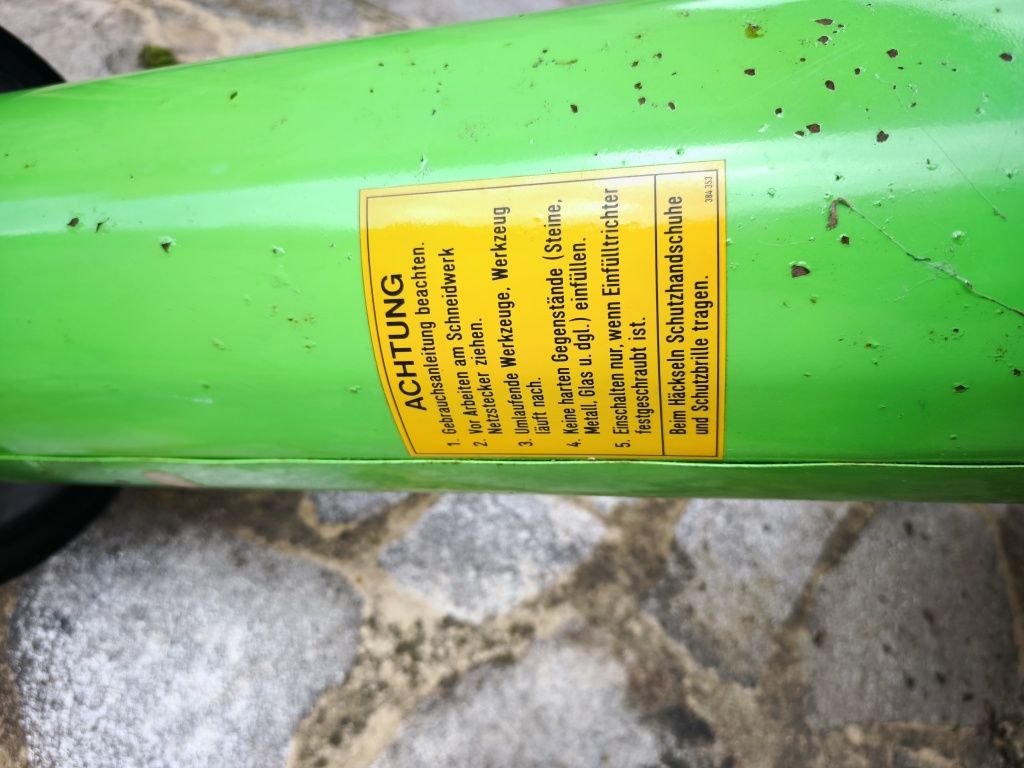 ACHTUNG
1. Gebrauchsanleitung beachten.
2. Vor Arbeiten am Schneidwerk
Netzstecker ziehen.
3. Umlaufende Werkzeuge, Werkzeug
läuft nach.
4. Keine harten Gegenstände (Steine,
Metall, Glas u. dgl.) einfüllen.
5. Einschalten nur, wenn Einfülltrichter
festgeschraubt ist.
Beim Häckseln Schutzhandschuhe
und Schutzbrille tragen.
384 353